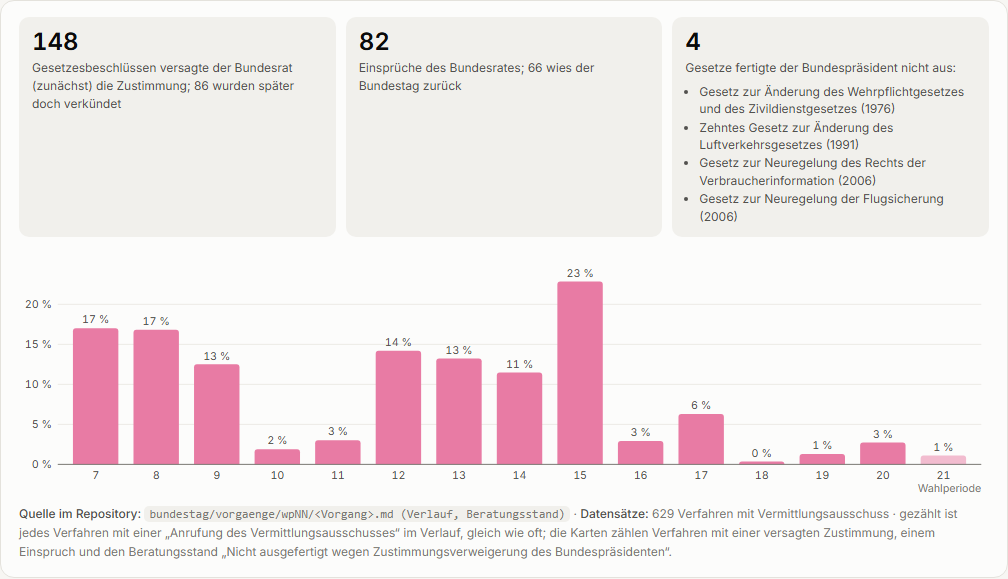 148
Gesetzesbeschlüssen versagte der Bundesrat
(zunächst) die Zustimmung; 86 wurden später
doch verkündet
82
Einsprüche des Bundesrates; 66 wies der
Bundestag zurück
4
Gesetze fertigte der Bundespräsident nicht aus:
• Gesetz zur Änderung des Wehrpflichtgesetzes
und des Zivildienstgesetzes (1976)
• Zehntes Gesetz zur Änderung des
Luftverkehrsgesetzes (1991)
• Gesetz zur Neuregelung des Rechts der
Verbraucherinformation (2006)
• Gesetz zur Neuregelung der Flugsicherung
(2006)
20 %
15 %
10 %
5 %
0 %
17 %
17 %
13 %
2 %
3 %
14 %
13 %
11 %
23 %
3 %
6 %
0 %
1 %
3 %
1 %
7 8 9 10 11 12 13 14 15 16 17 18 19 20 21
Wahlperiode
Quelle im Repository: bundestag/vorgaenge/wpNN/<Vorgang>.md (Verlauf, Beratungsstand) · Datensätze: 629 Verfahren mit Vermittlungsausschuss · gezählt ist
jedes Verfahren mit einer „Anrufung des Vermittlungsausschusses“ im Verlauf, gleich wie oft; die Karten zählen Verfahren mit einer versagten Zustimmung, einem
Einspruch und den Beratungsstand „Nicht ausgefertigt wegen Zustimmungsverweigerung des Bundespräsidenten“.